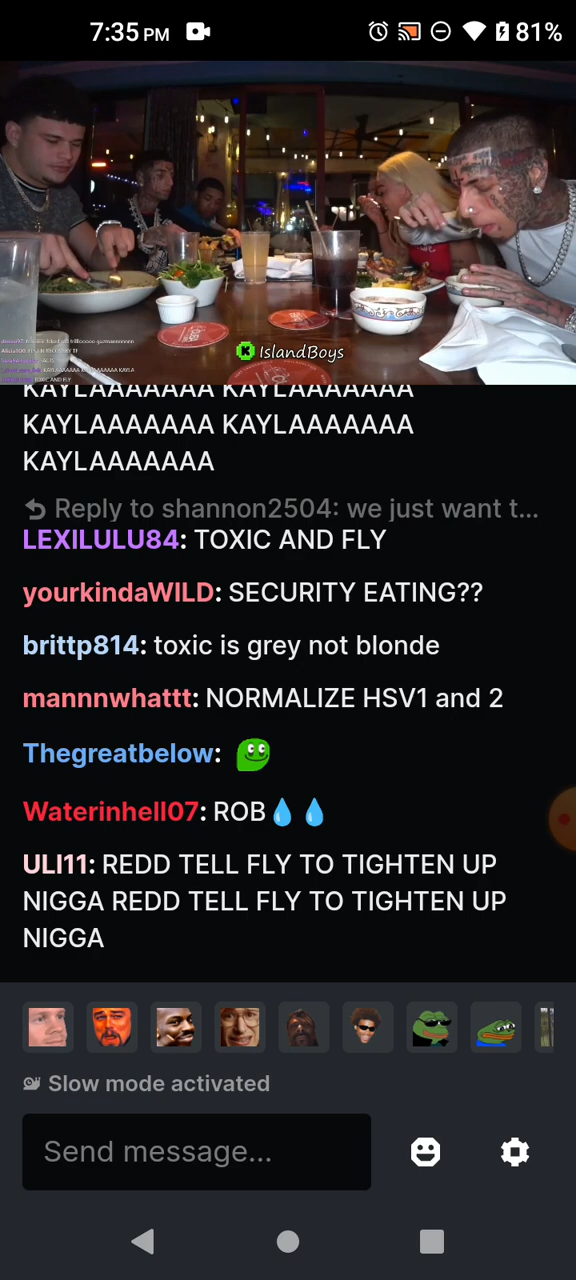 7:35 PM
81%
K IslandBoys
KAYLAAAAAAA KAYLAAAAAAA
KAYLAAAAAAA KAYLAAAAAAA
KAYLAAAAAAA
Reply to shannon2504: we just want t...
LEXILULU84: TOXIC AND FLY
yourkindaWILD: SECURITY EATING??
brittp814: toxic is grey not blonde
mannnwhattt: NORMALIZE HSV1 and 2
Thegreatbelow:
Waterinhell07: ROB💧💧
ULI11: REDD TELL FLY TO TIGHTEN UP
NIGGA REDD TELL FLY TO TIGHTEN UP
NIGGA
Slow mode activated
Send message...